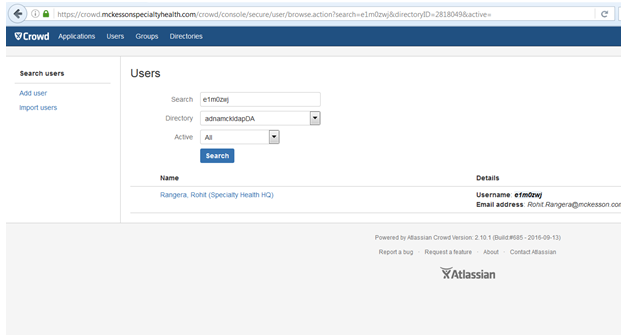 https://crowd.mckessonspecialtyhealth.com/crowd/console/secure/user/browse.action?search=e1m0zwj&directoryID=2818049&active=
Crowd Applications Users Groups Directories
Search users
Add user
Import users
Users
Search e1m0zwj
Directory adnamckldapDA
Active All
Search
Name Details
Rangera, Rohit (Specialty Health HQ) Username: e1m0zwj
Email address: Rohit.Rangera@mckesson.com
Powered by Atlassian Crowd Version: 2.10.1 (Build:#695 - 2016-09-13)
Report a bug · Request a feature · About · Contact Atlassian
Atlassian